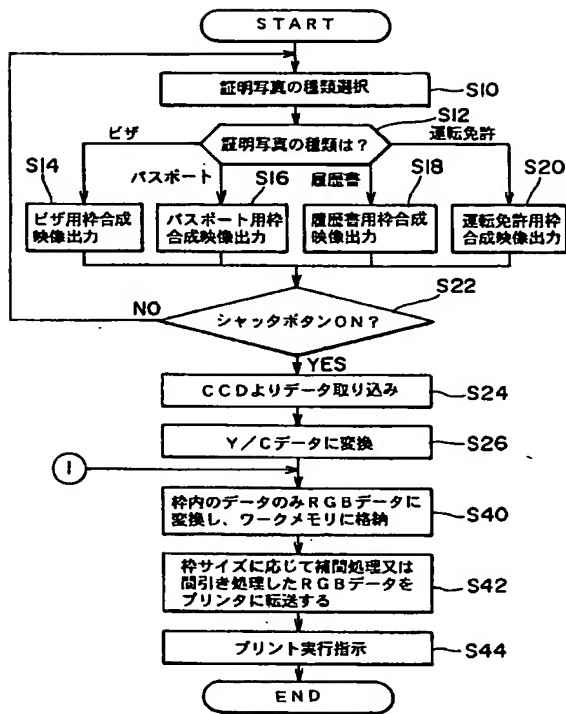 START
証明写真の種類選択
S10
S12
証明写真の種類は？
ビザ
運転免許
パスポート
履歴書
S14
S16
S18
S20
ビザ用枠合成
映像出力
パスポート用枠
合成映像出力
履歴書用枠合成
映像出力
運転免許用枠
合成映像出力
S22
NO
シャッタボタンON？
YES
CCDよりデータ取り込み
S24
Y／Cデータに変換
S26
1
枠内のデータのみRGBデータに
変換し、ワークメモリに格納
S40
枠サイズに応じて補間処理又は
間引き処理したRGBデータを
プリンタに転送する
S42
プリント実行指示
S44
END